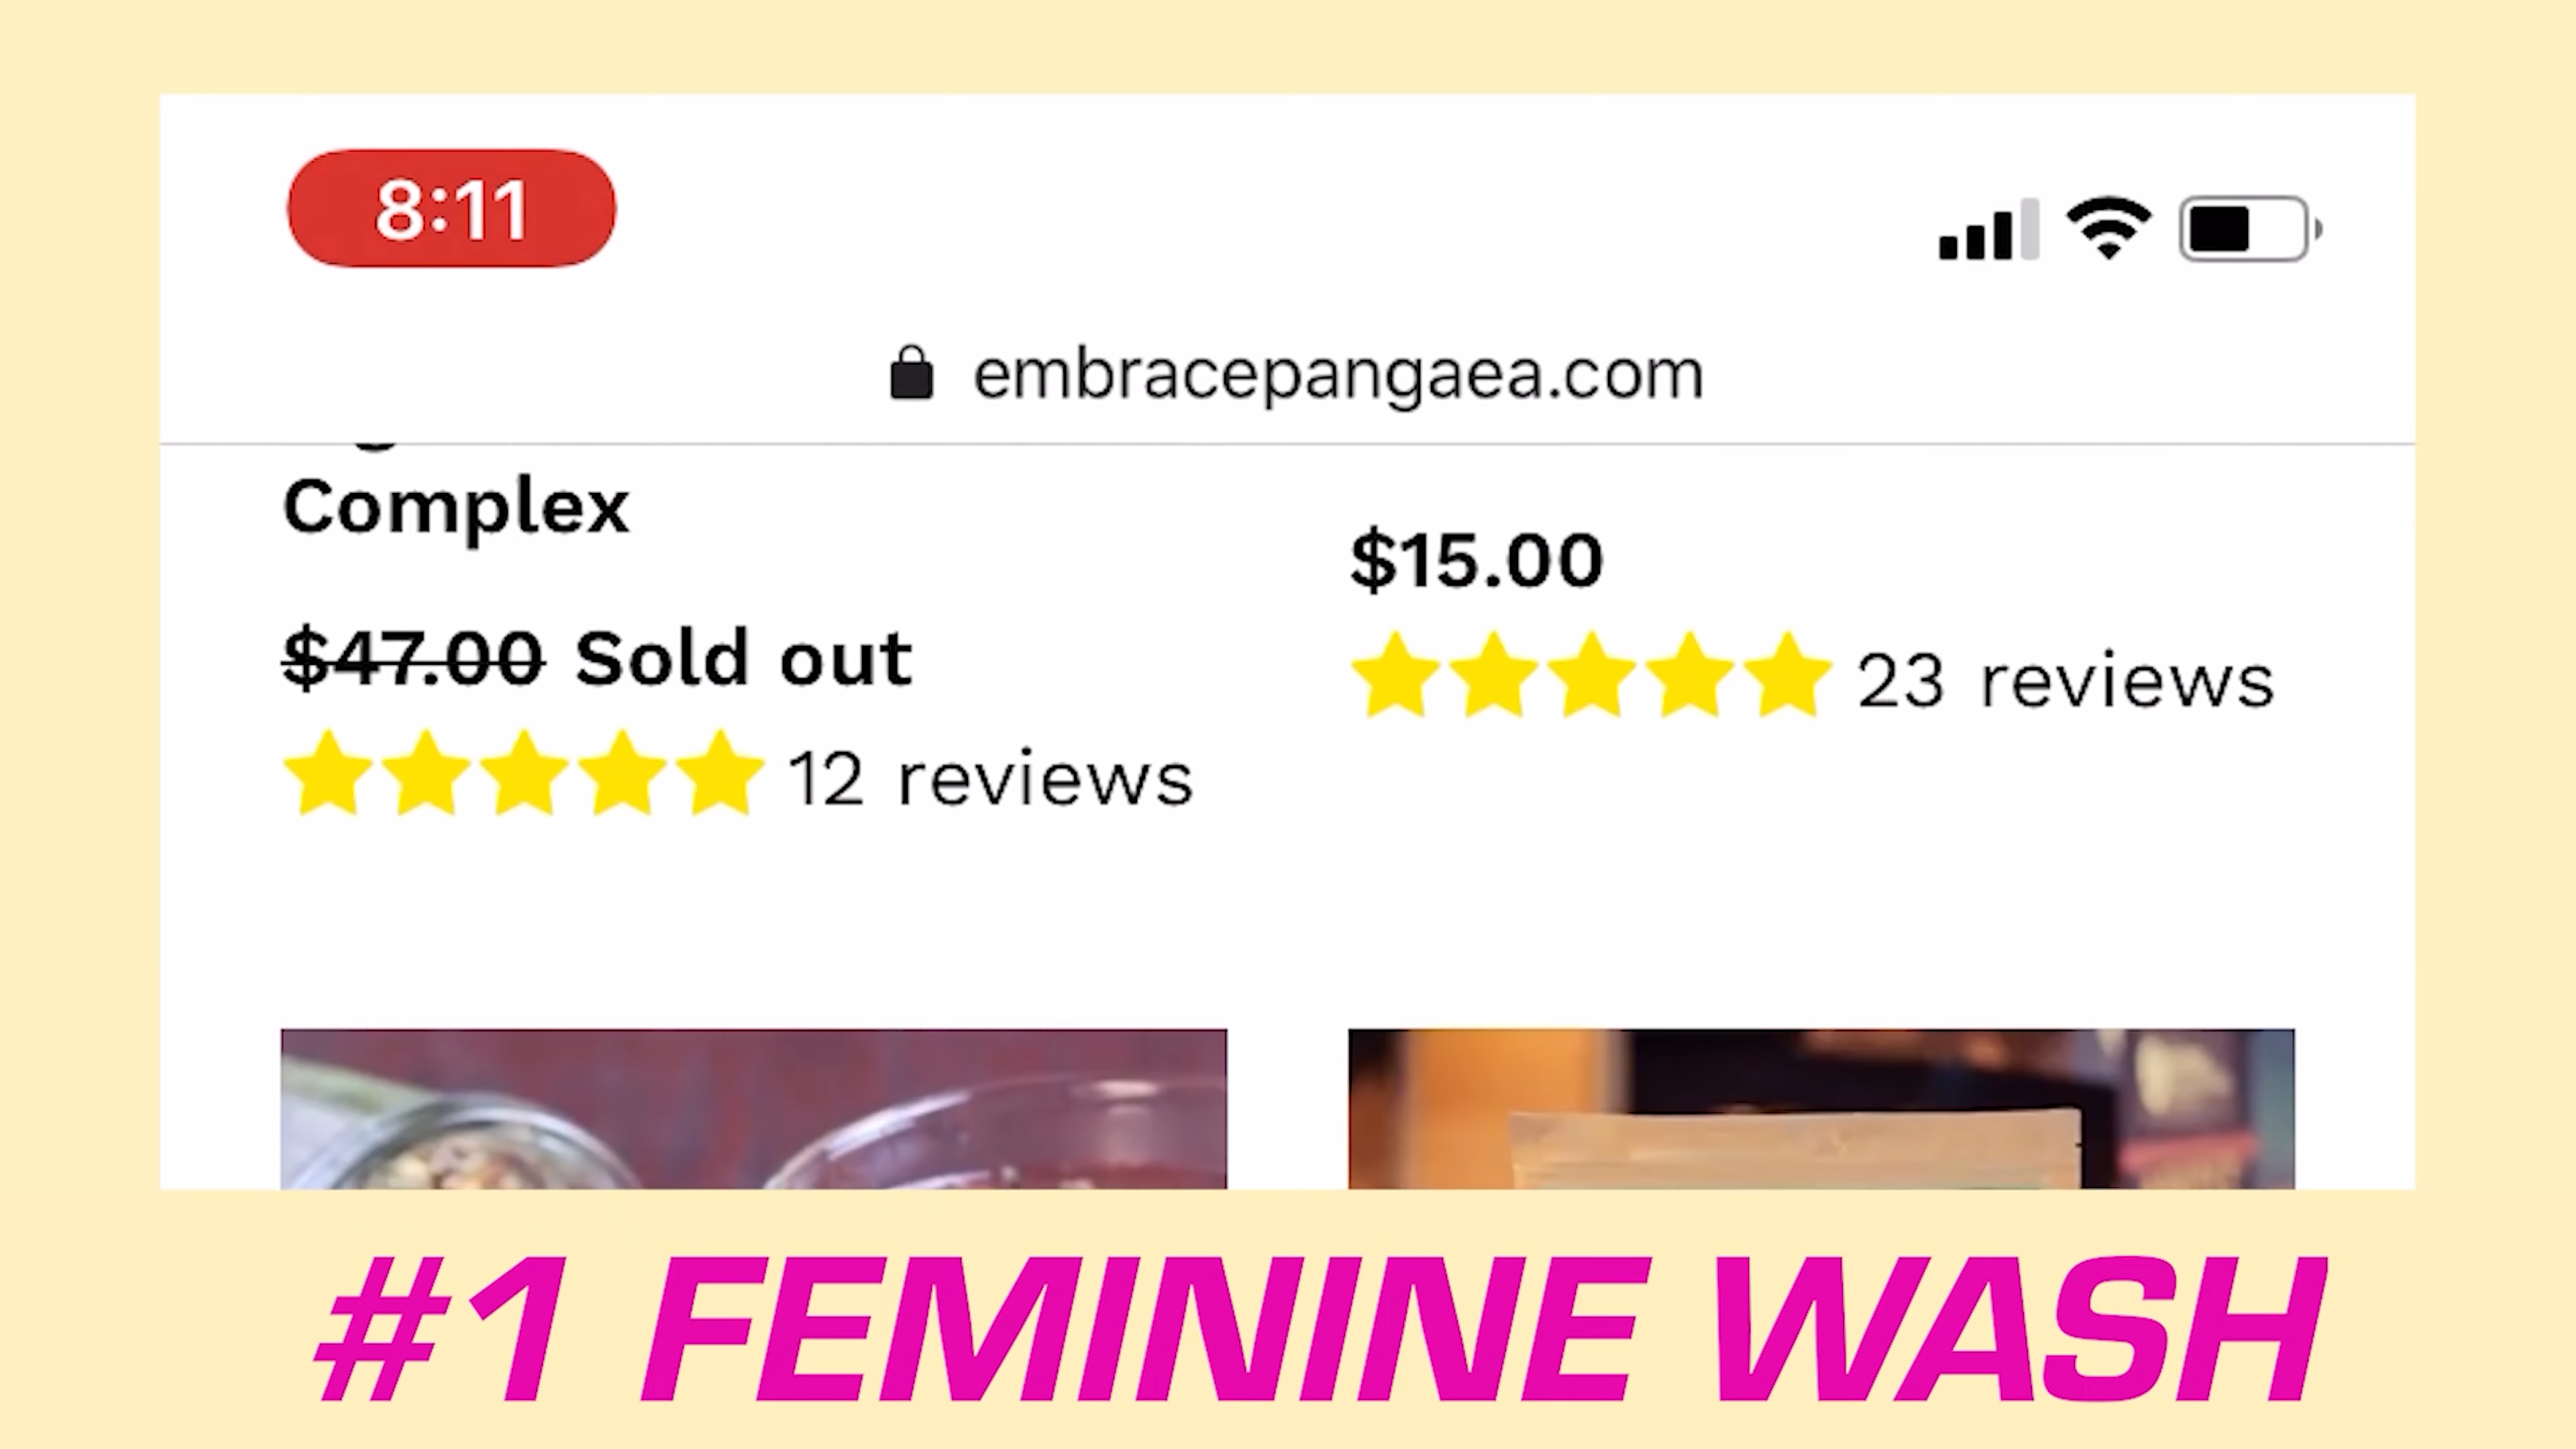 8:11
embracepangaea.com
Complex
$47.00 Sold out
12 reviews
$15.00
23 reviews
#1 FEMININE WASH